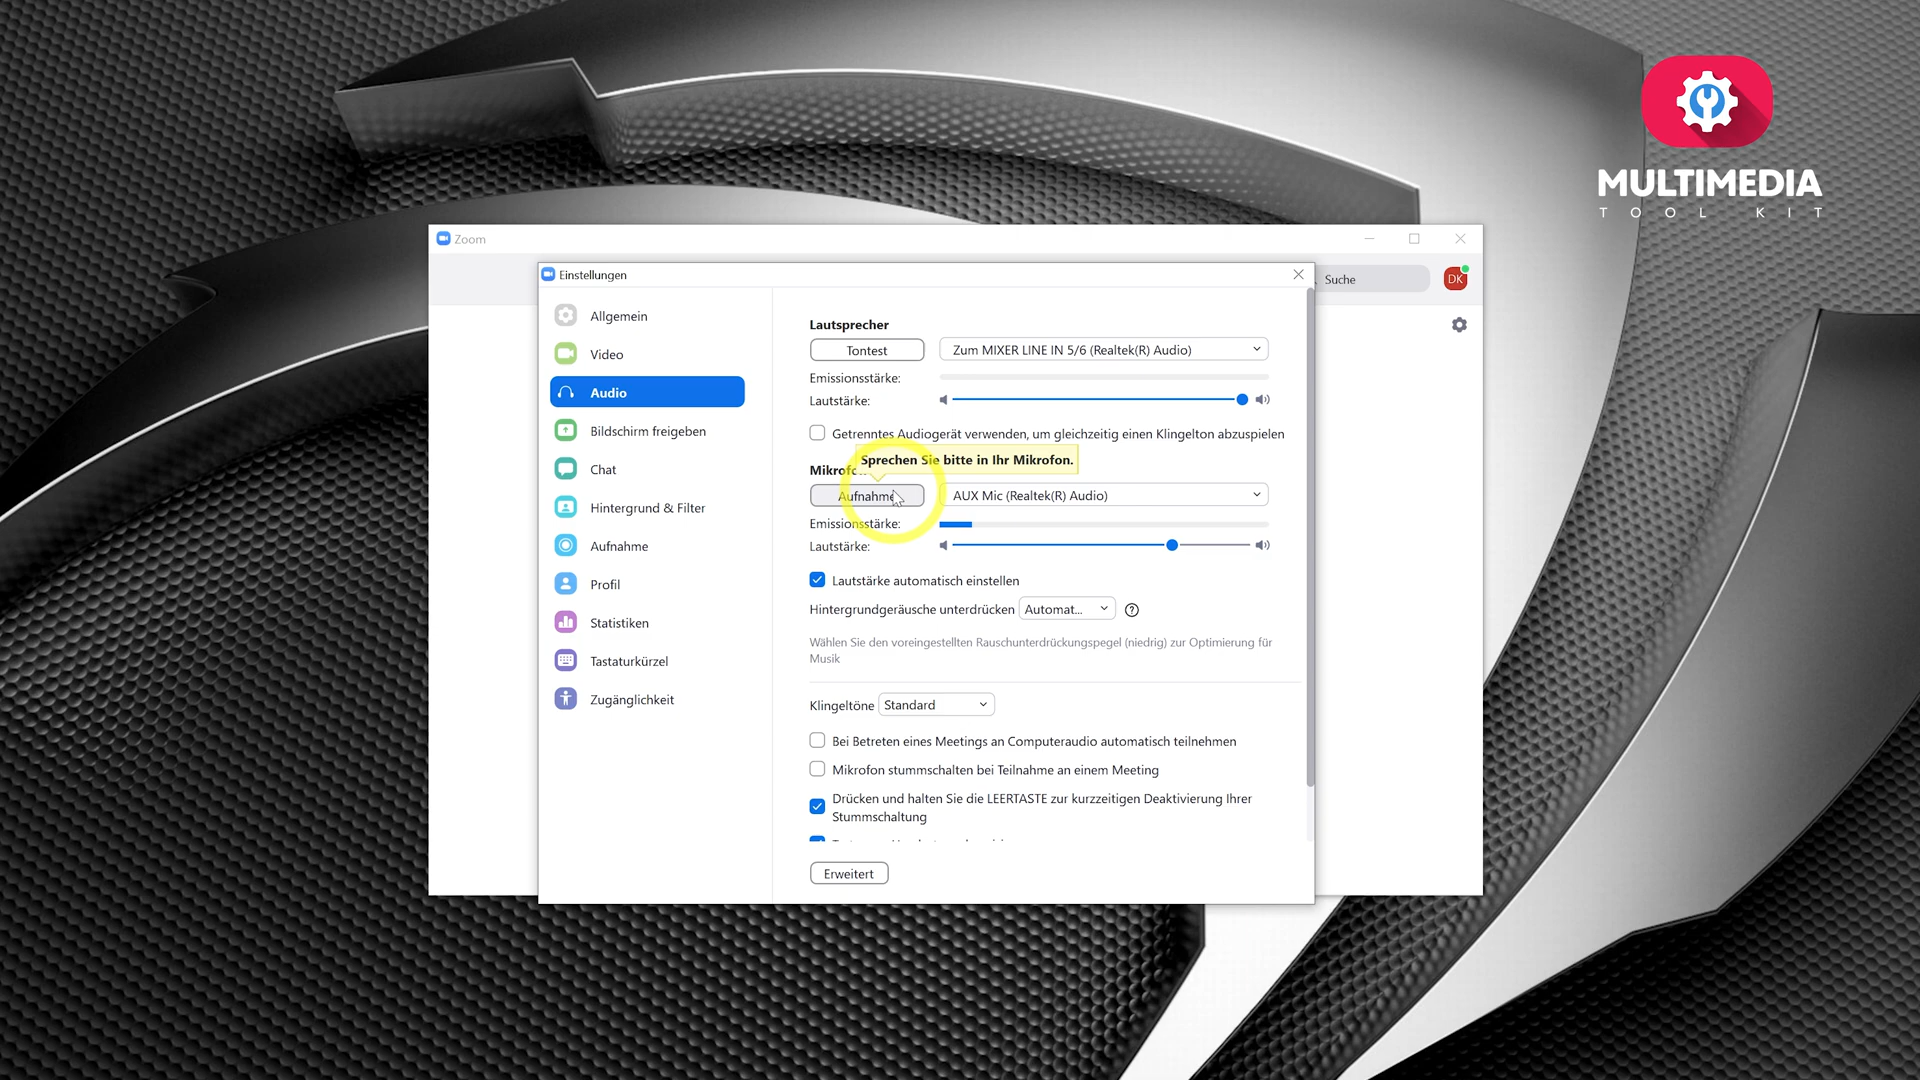 MULTIMEDIA
TOOL KIT
Zoom
Einstellungen
Suche
DK
Allgemein
Video
Audio
Bildschirm freigeben
Chat
Hintergrund & Filter
Aufnahme
Profil
Statistiken
Tastaturkürzel
Zugänglichkeit
Lautsprecher
Tontest
Zum MIXER LINE IN 5/6 (Realtek(R) Audio)
Emissionsstärke:
Lautstärke:
Getrenntes Audiogerät verwenden, um gleichzeitig einen Klingelton abzuspielen
Sprechen Sie bitte in Ihr Mikrofon.
Aufnahme
AUX Mic (Realtek(R) Audio)
Emissionsstärke:
Lautstärke:
Lautstärke automatisch einstellen
Hintergrundgeräusche unterdrücken Automat...
Wählen Sie den voreingestellten Rauschunterdrückungspegel (niedrig) zur Optimierung für
Musik
Klingeltöne Standard
Bei Betreten eines Meetings an Computeraudio automatisch teilnehmen
Mikrofon stummschalten bei Teilnahme an einem Meeting
Drücken und halten Sie die LEERTASTE zur kurzzeitigen Deaktivierung Ihrer
Stummschaltung
Erweitert